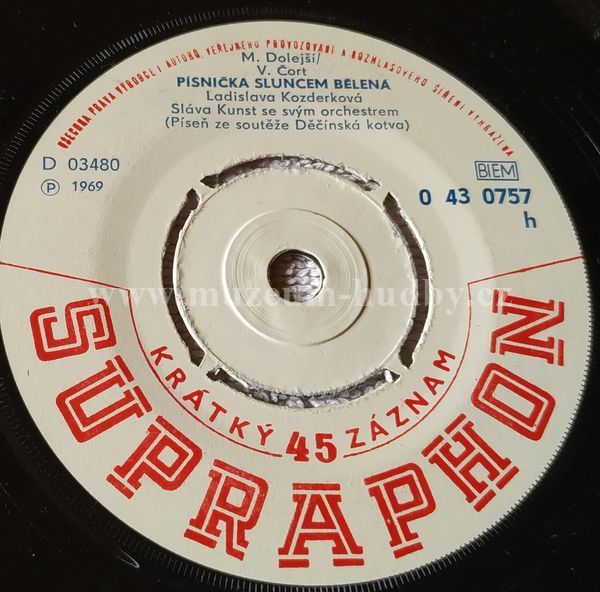 VŠECHNA PRÁVA VÝROBCE I AUTORŮ VEŘEJNÉHO PROVOZOVÁNÍ A ROZHLASOVÉHO ŠÍŘENÍ VYHRAZENA
M. Dolejší/
V. Čort
PÍSNIČKA SLUNCEM BĚLENÁ
Ladislava Kozderková
Sláva Kunst se svým orchestrem
(Píseň ze soutěže Děčínská kotva)
D 03480
Ⓟ 1969
BIEM
0 43 0757
h
www.muzeum-hudby.cz
KRÁTKÝ 45 ZÁZNAM
SUPRAPHON